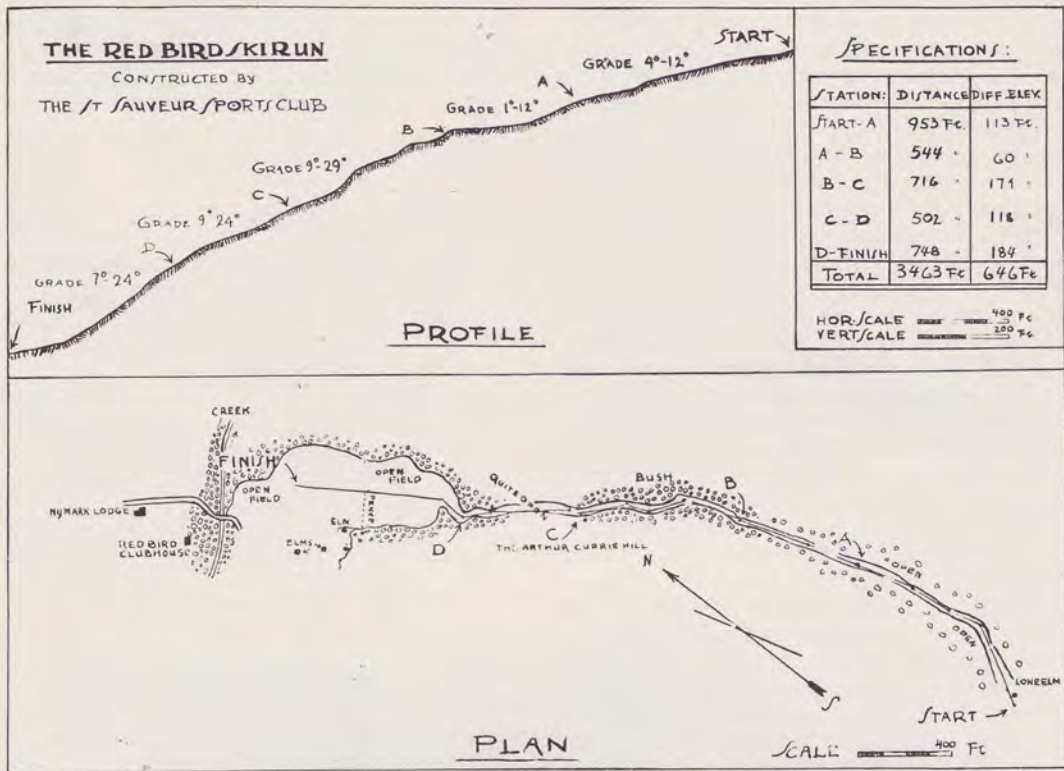 THE RED BIRD SKI RUN
CONSTRUCTED BY
THE ST SAUVEUR SPORTS CLUB
START
GRADE 4°-12°
A
GRADE 1°-12°
B
GRADE 9°-29°
C
GRADE 9° 24°
D
GRADE 7°-24°
FINISH
PROFILE
SPECIFICATIONS:
STATION: DISTANCE DIFF. ELEV.
START-A 953 Ft. 113 Ft.
A - B 544 " 60 "
B - C 716 " 171 "
C - D 502 " 118 "
D-FINISH 748 " 184 "
TOTAL 3463 Ft 646 Ft
HOR. SCALE 400 Ft
VERT SCALE 200 Ft
CREEK
FINISH
OPEN
FIELD
OPEN
FIELD
NYMARK LODGE
RED BIRD
CLUBHOUSE
ELM
ELMS
FENCE
D
QUITE OPEN
C
THE ARTHUR CURRIE HILL
BUSH
B
A
OPEN
OPEN
LONE ELM
START
N
S
PLAN
SCALE 400 Ft